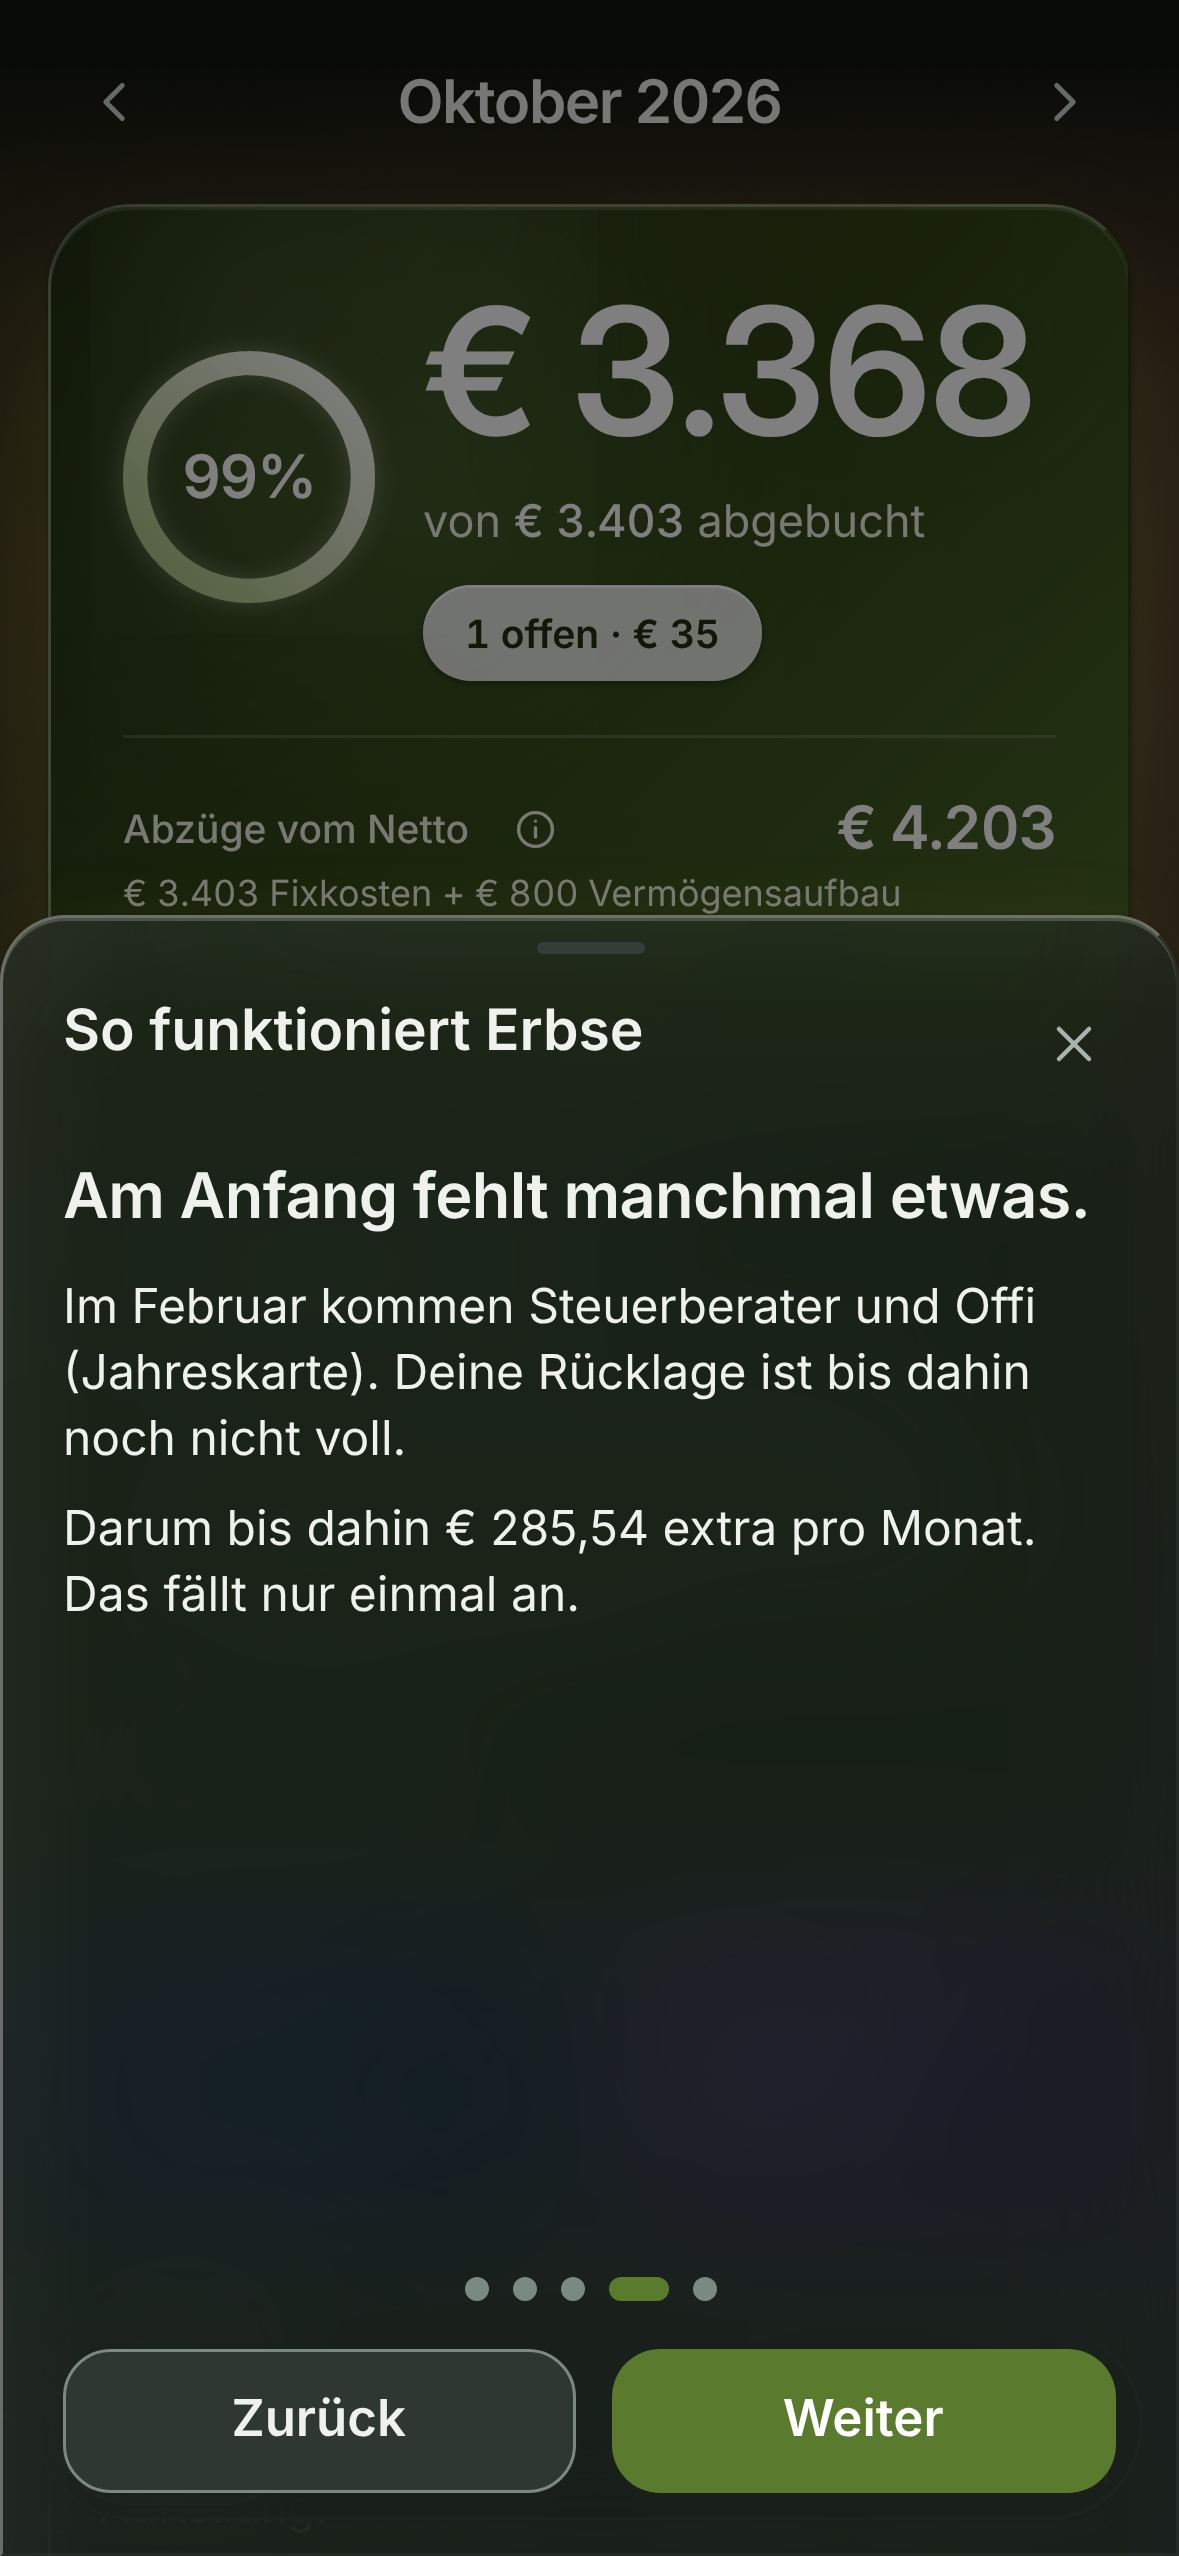 Oktober 2026
€ 3.368
99%
von € 3.403 abgebucht
1 offen · € 35
Abzüge vom Netto
€ 4.203
€ 3.403 Fixkosten + € 800 Vermögensaufbau
So funktioniert Erbse
Am Anfang fehlt manchmal etwas.
Im Februar kommen Steuerberater und Offi
(Jahreskarte). Deine Rücklage ist bis dahin
noch nicht voll.
Darum bis dahin € 285,54 extra pro Monat.
Das fällt nur einmal an.
Zurück
Weiter